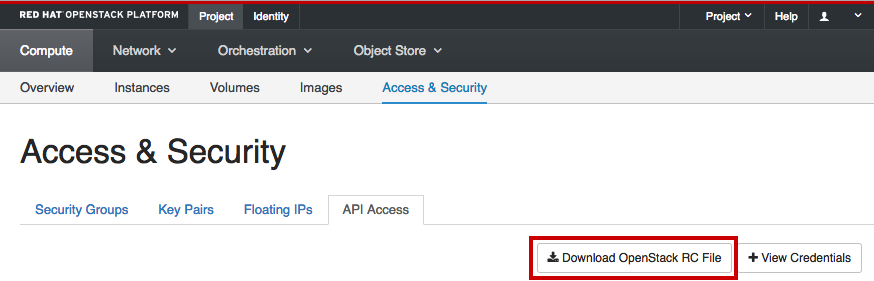 RED HAT OPENSTACK PLATFORM Project Identity Project Help
Compute Network Orchestration Object Store
Overview Instances Volumes Images Access & Security
Access & Security
Security Groups Key Pairs Floating IPs API Access
Download OpenStack RC File View Credentials